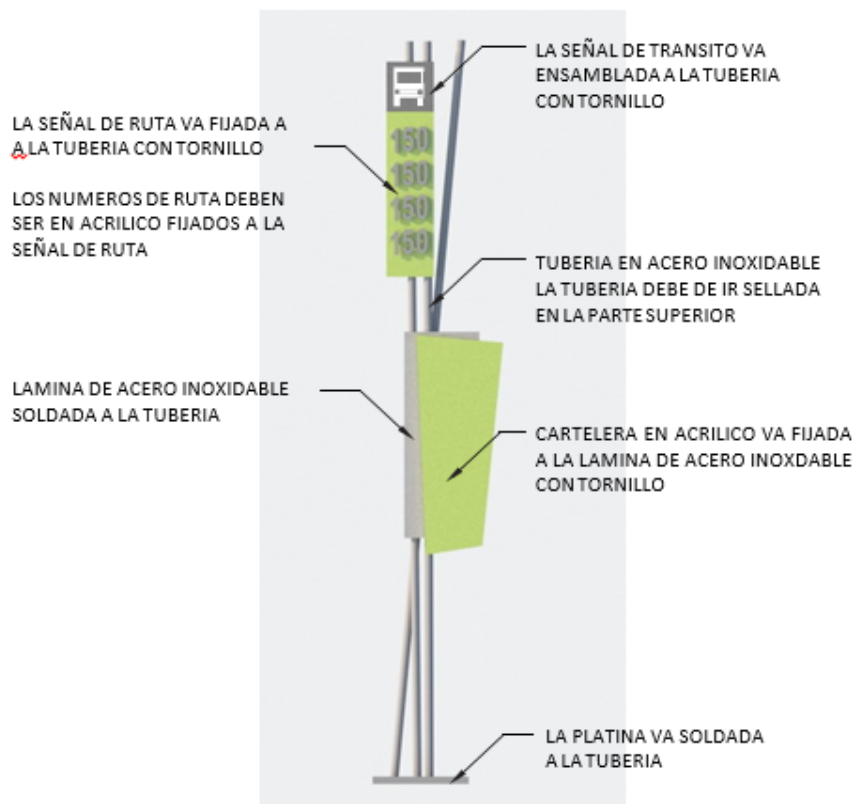 LA SEÑAL DE TRANSITO VA
ENSAMBLADA A LA TUBERIA
CON TORNILLO
LA SEÑAL DE RUTA VA FIJADA A
A LA TUBERIA CON TORNILLO
LOS NUMEROS DE RUTA DEBEN
SER EN ACRILICO FIJADOS A LA
SEÑAL DE RUTA
150
150
150
150
TUBERIA EN ACERO INOXIDABLE
LA TUBERIA DEBE DE IR SELLADA
EN LA PARTE SUPERIOR
LAMINA DE ACERO INOXIDABLE
SOLDADA A LA TUBERIA
CARTELERA EN ACRILICO VA FIJADA
A LA LAMINA DE ACERO INOXDABLE
CON TORNILLO
LA PLATINA VA SOLDADA
A LA TUBERIA